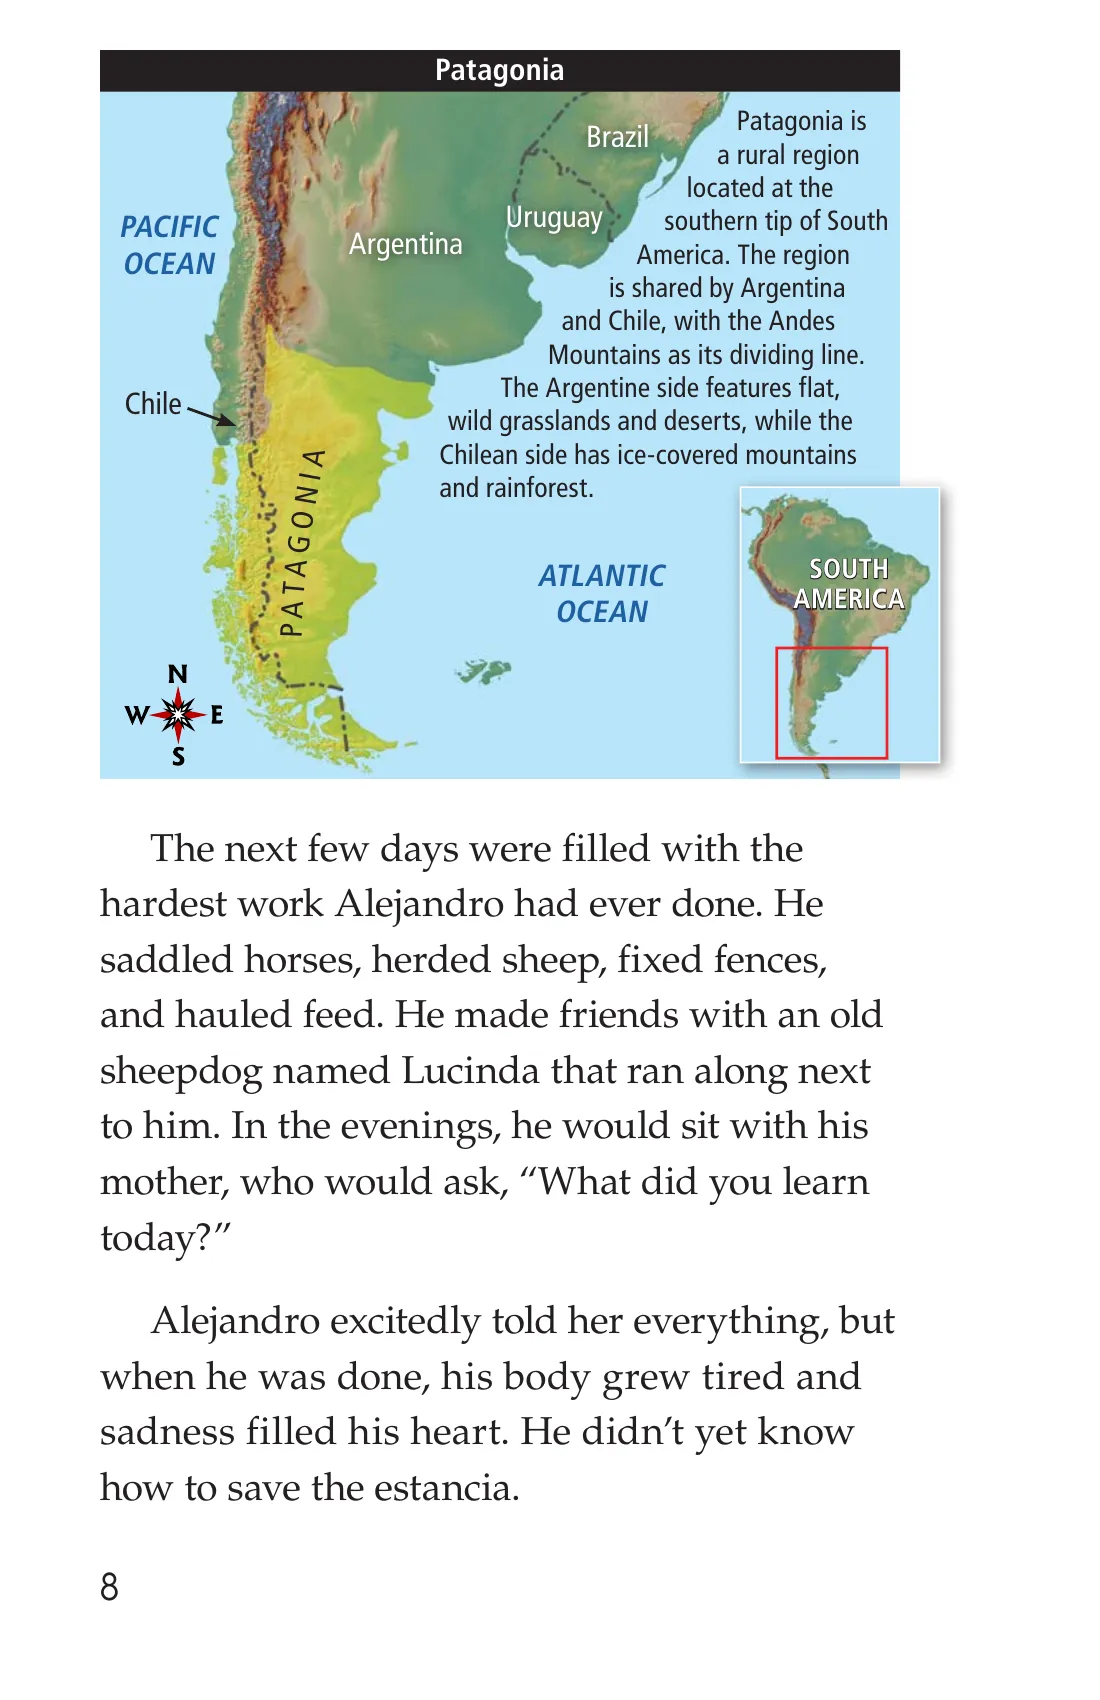 Patagonia
Brazil
Uruguay
Argentina
PACIFIC
OCEAN
Chile
PATAGONIA
Patagonia is
a rural region
located at the
southern tip of South
America. The region
is shared by Argentina
and Chile, with the Andes
Mountains as its dividing line.
The Argentine side features flat,
wild grasslands and deserts, while the
Chilean side has ice-covered mountains
and rainforest.
ATLANTIC
OCEAN
SOUTH
AMERICA
N
W E
S
The next few days were filled with the
hardest work Alejandro had ever done. He
saddled horses, herded sheep, fixed fences,
and hauled feed. He made friends with an old
sheepdog named Lucinda that ran along next
to him. In the evenings, he would sit with his
mother, who would ask, “What did you learn
today?”
Alejandro excitedly told her everything, but
when he was done, his body grew tired and
sadness filled his heart. He didn’t yet know
how to save the estancia.
8